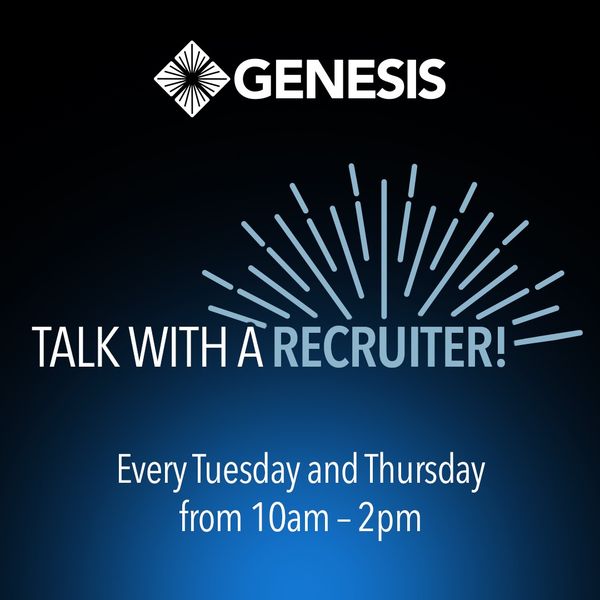 GENESIS
TALK WITH A RECRUITER!
Every Tuesday and Thursday
from 10am – 2pm